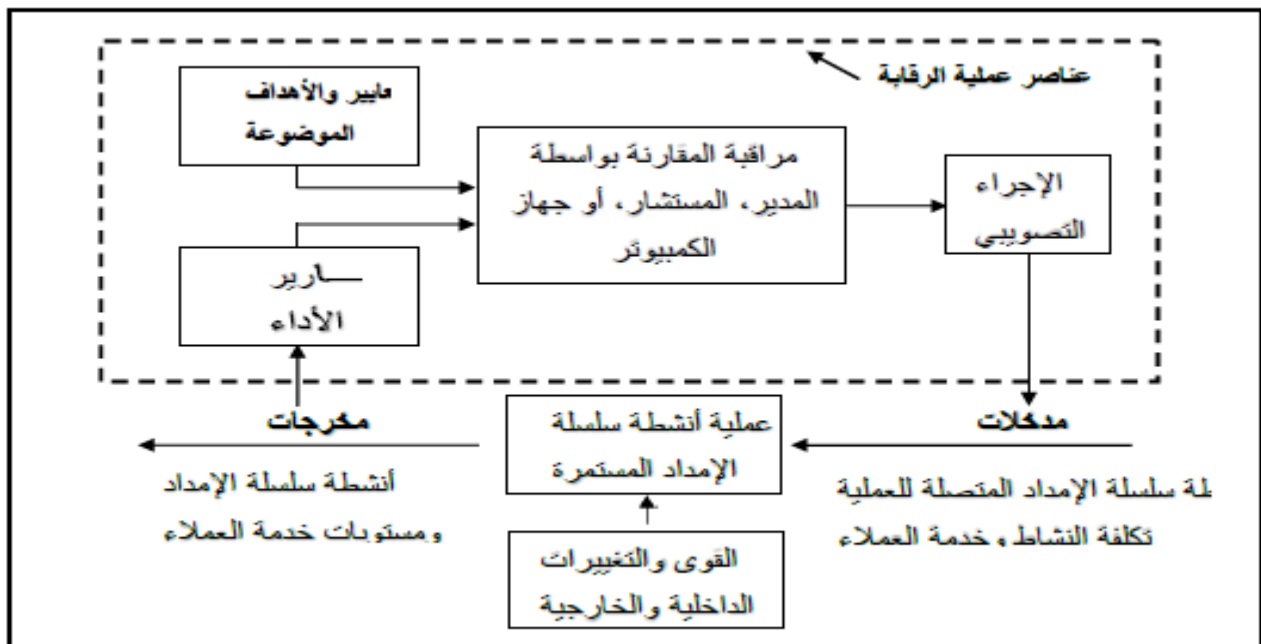 عناصر عملية الرقابة
والأهداف
الموضوعة
مراقبة المقارنة بواسطة
المدير، المستشار، أو جهاز
الكمبيوتر
الإجراء
التصويبي
الأداء
مدخلات
عملية أنشطة سلسلة
الإمداد المستمرة
مخرجات
سلسلة الإمداد المتصلة للعملية
تكلفة النشاط وخدمة العملاء
أنشطة سلسلة الإمداد
ومستويات خدمة العملاء
القوى والتغييرات
الداخلية والخارجية